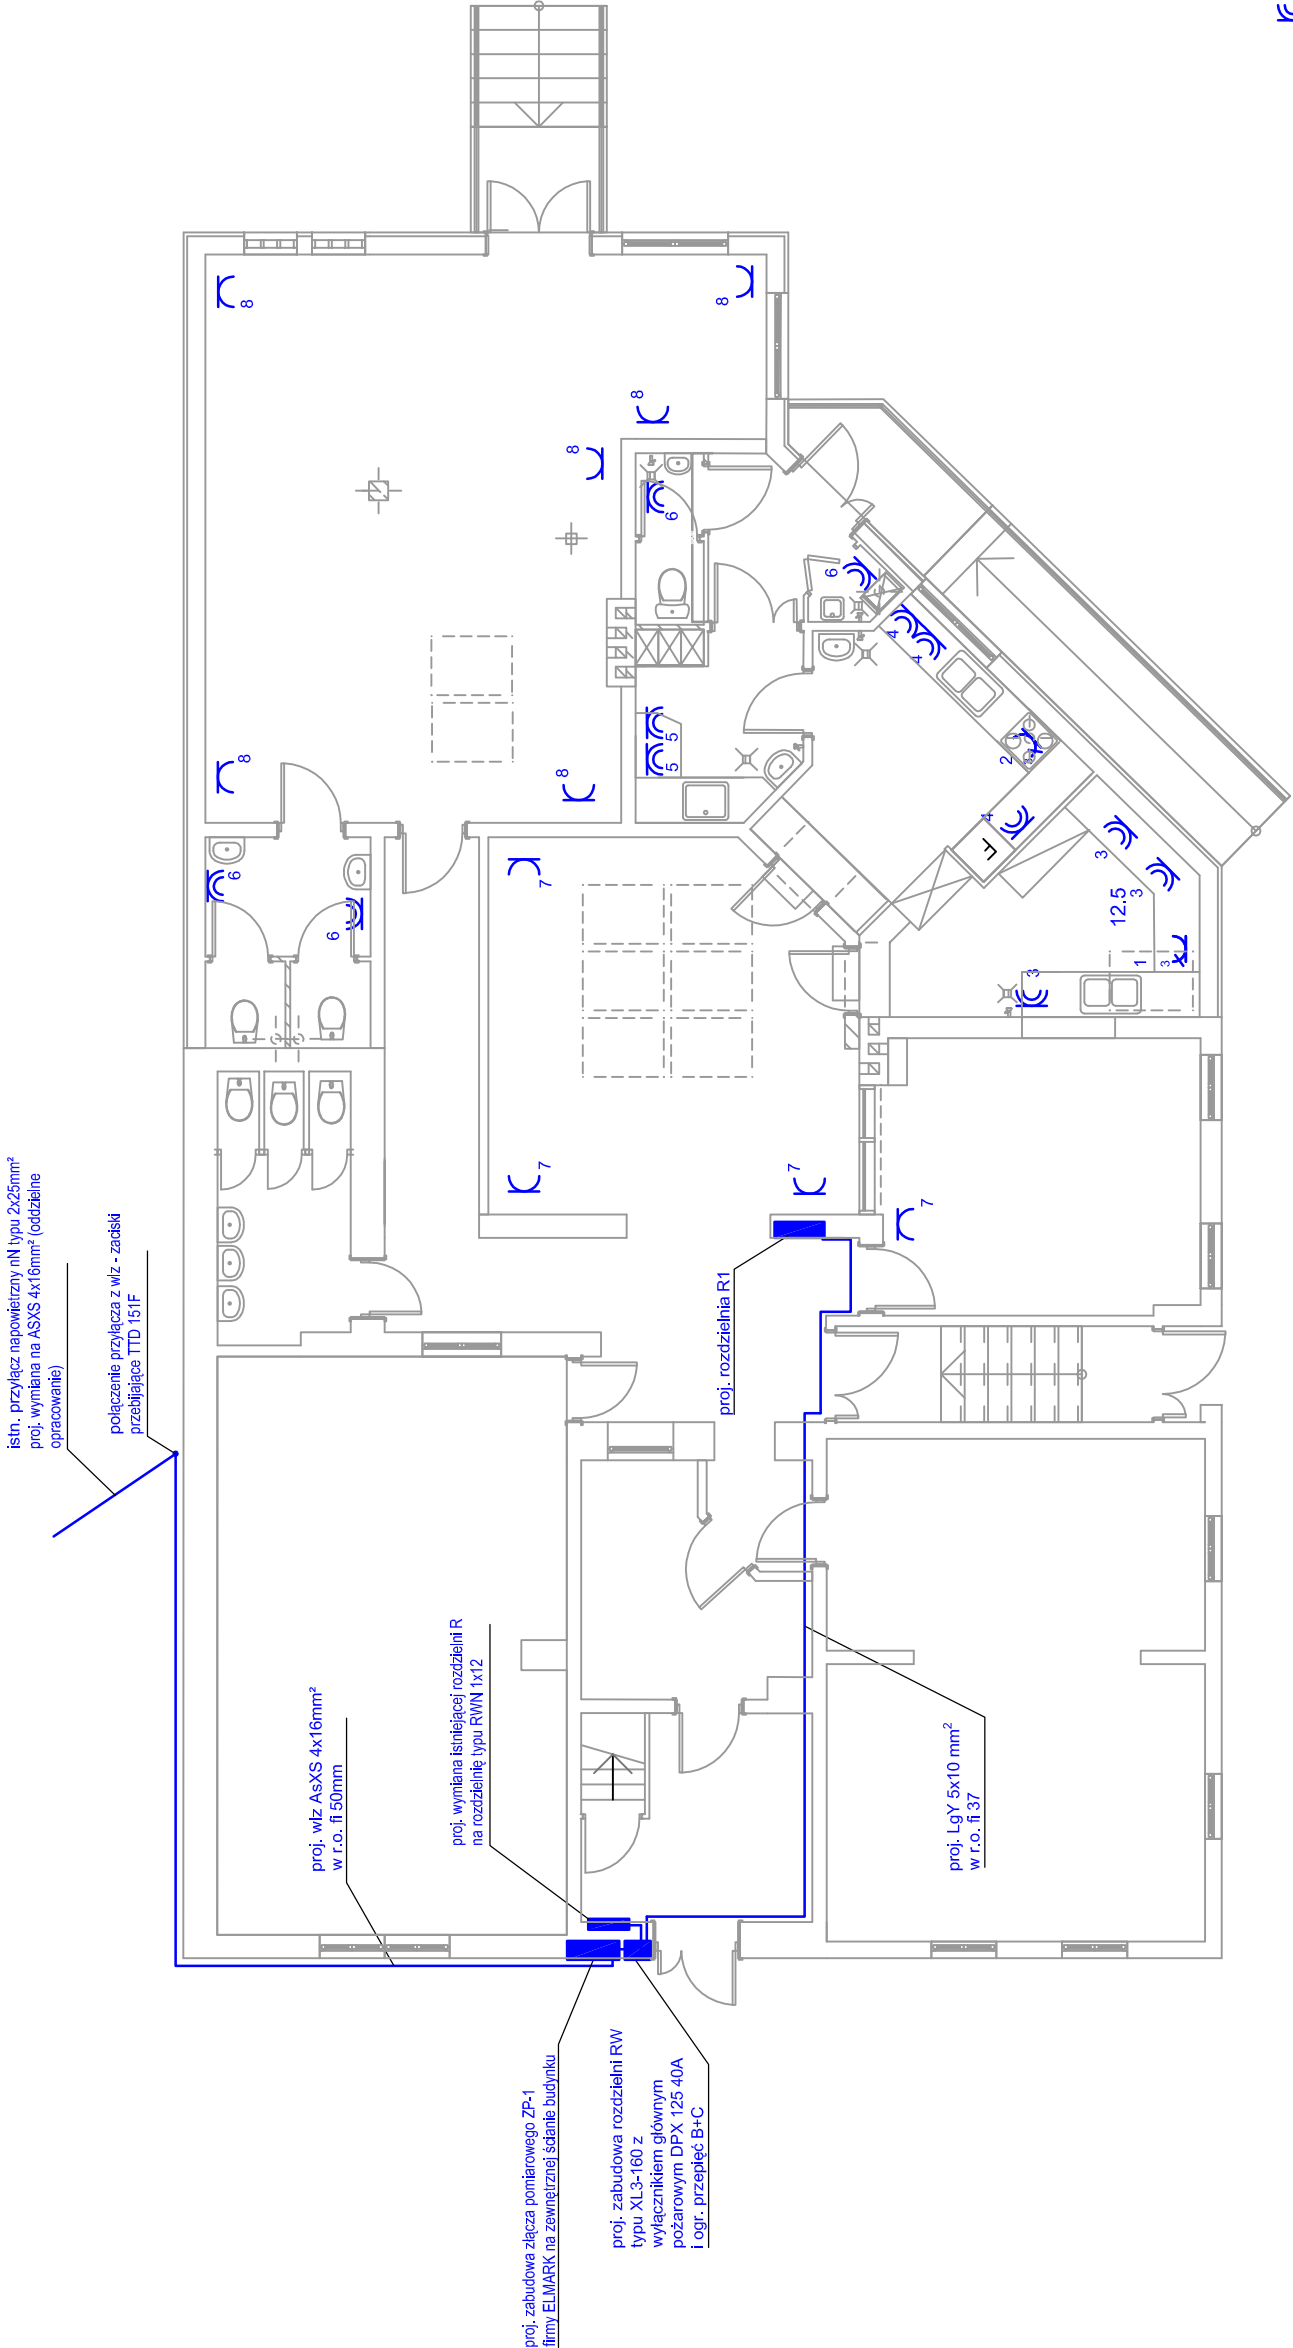 istn. przyłącz napowietrzny nN typu 2x25mm²
proj. wymiana na ASXS 4x16mm² (oddzielne
opracowanie)
połączenie przyłącza z wlz - zaciski
przebijające TTD 151F
proj. wlz AsXS 4x16mm²
w r.o. fi 50mm
proj. wymiana istniejącej rozdzielni R
na rozdzielnię typu RWN 1x12
proj. zabudowa złącza pomiarowego ZP-1
firmy ELMARK na zewnętrznej ścianie budynku
proj. zabudowa rozdzielni RW
typu XL3-160 z
wyłącznikiem głównym
pożarowym DPX 125 40A
i ogr. przepięć B+C
proj. rozdzielnia R1
proj. LgY 5x10 mm²
w r.o. fi 37
8
8
8
8
8
8
6
6
6
6
5
5
4
4
4
2
3
3
3
3
3
1
12.5
7
7
7
7
F